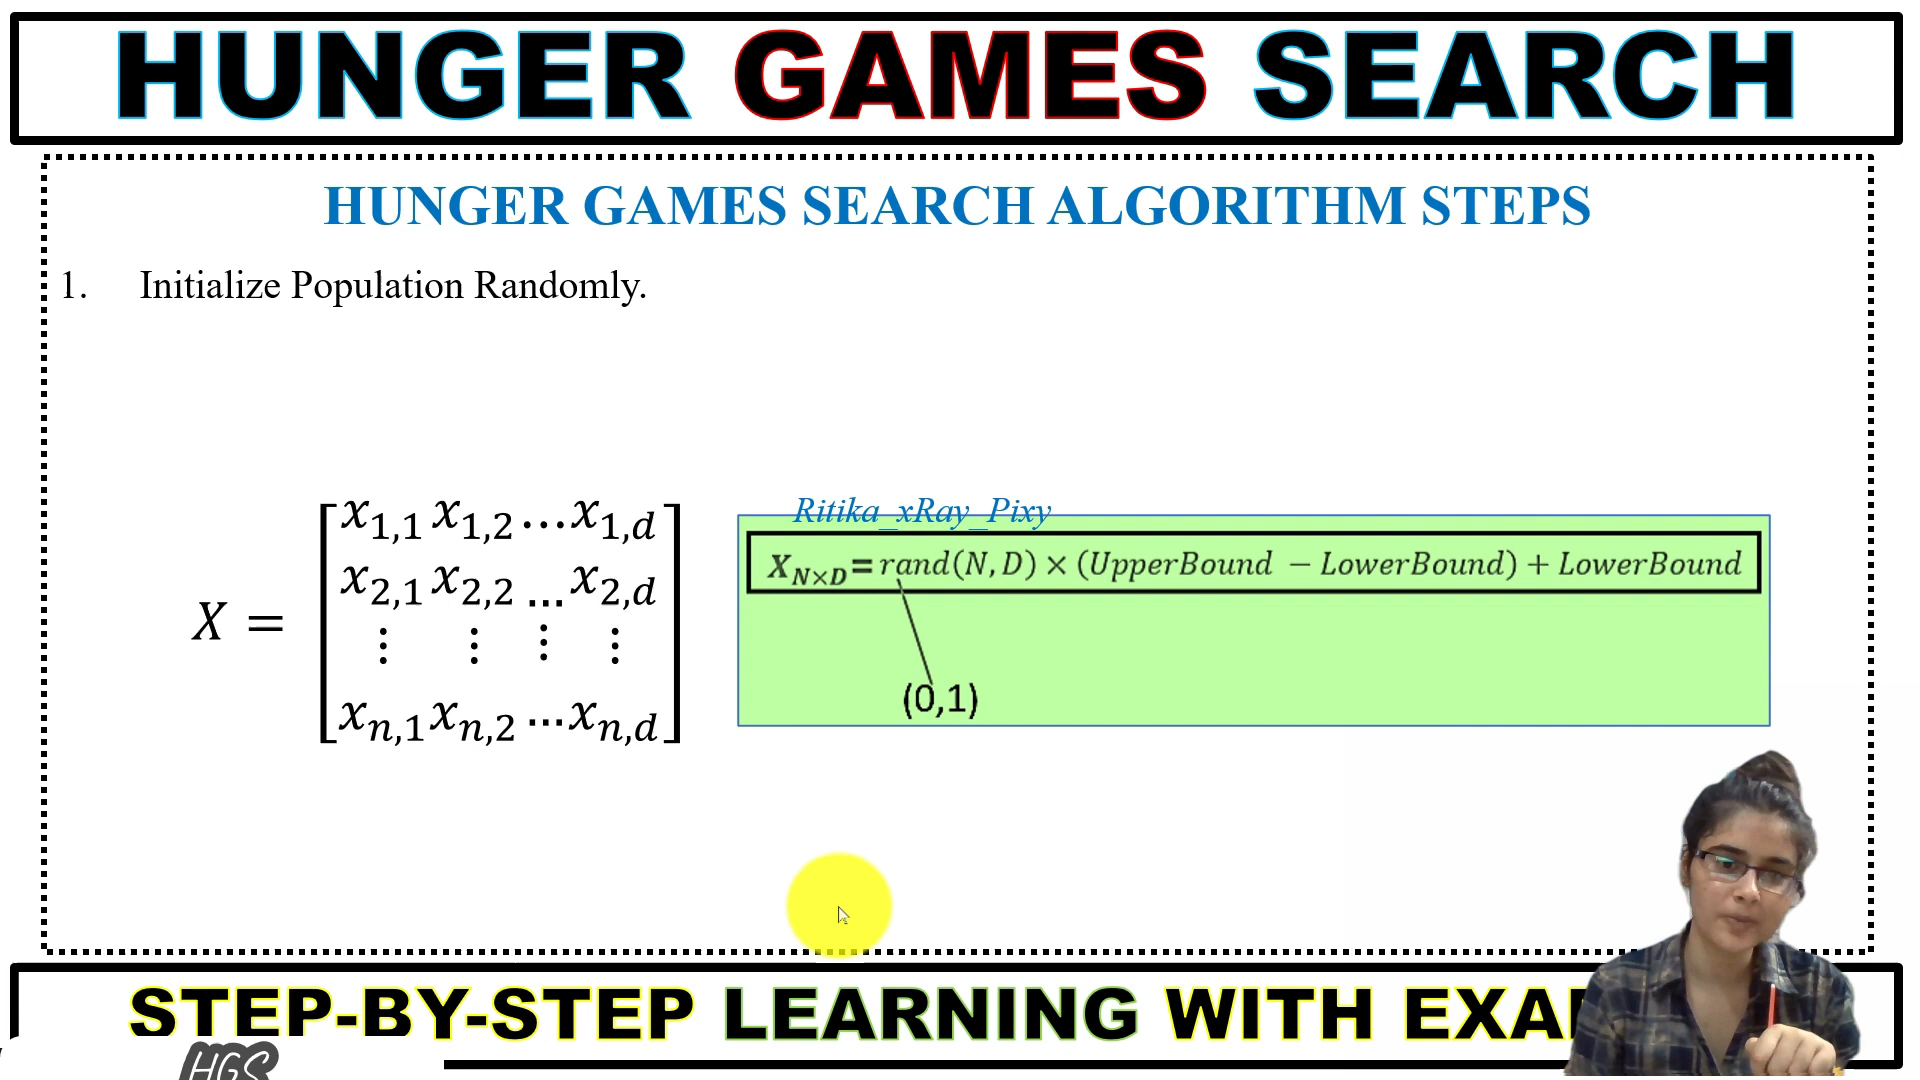 HUNGER GAMES SEARCH
HUNGER GAMES SEARCH ALGORITHM STEPS
1. Initialize Population Randomly.
Ritika_xRay_Pixy
X = [x1,1 x1,2 ... x1,d
x2,1 x2,2 ... x2,d
⋮ ⋮ ⋮ ⋮
xn,1 xn,2 ... xn,d]
X_{N×D} = rand(N, D) × (UpperBound − LowerBound) + LowerBound
(0,1)
STEP-BY-STEP LEARNING WITH
HGS